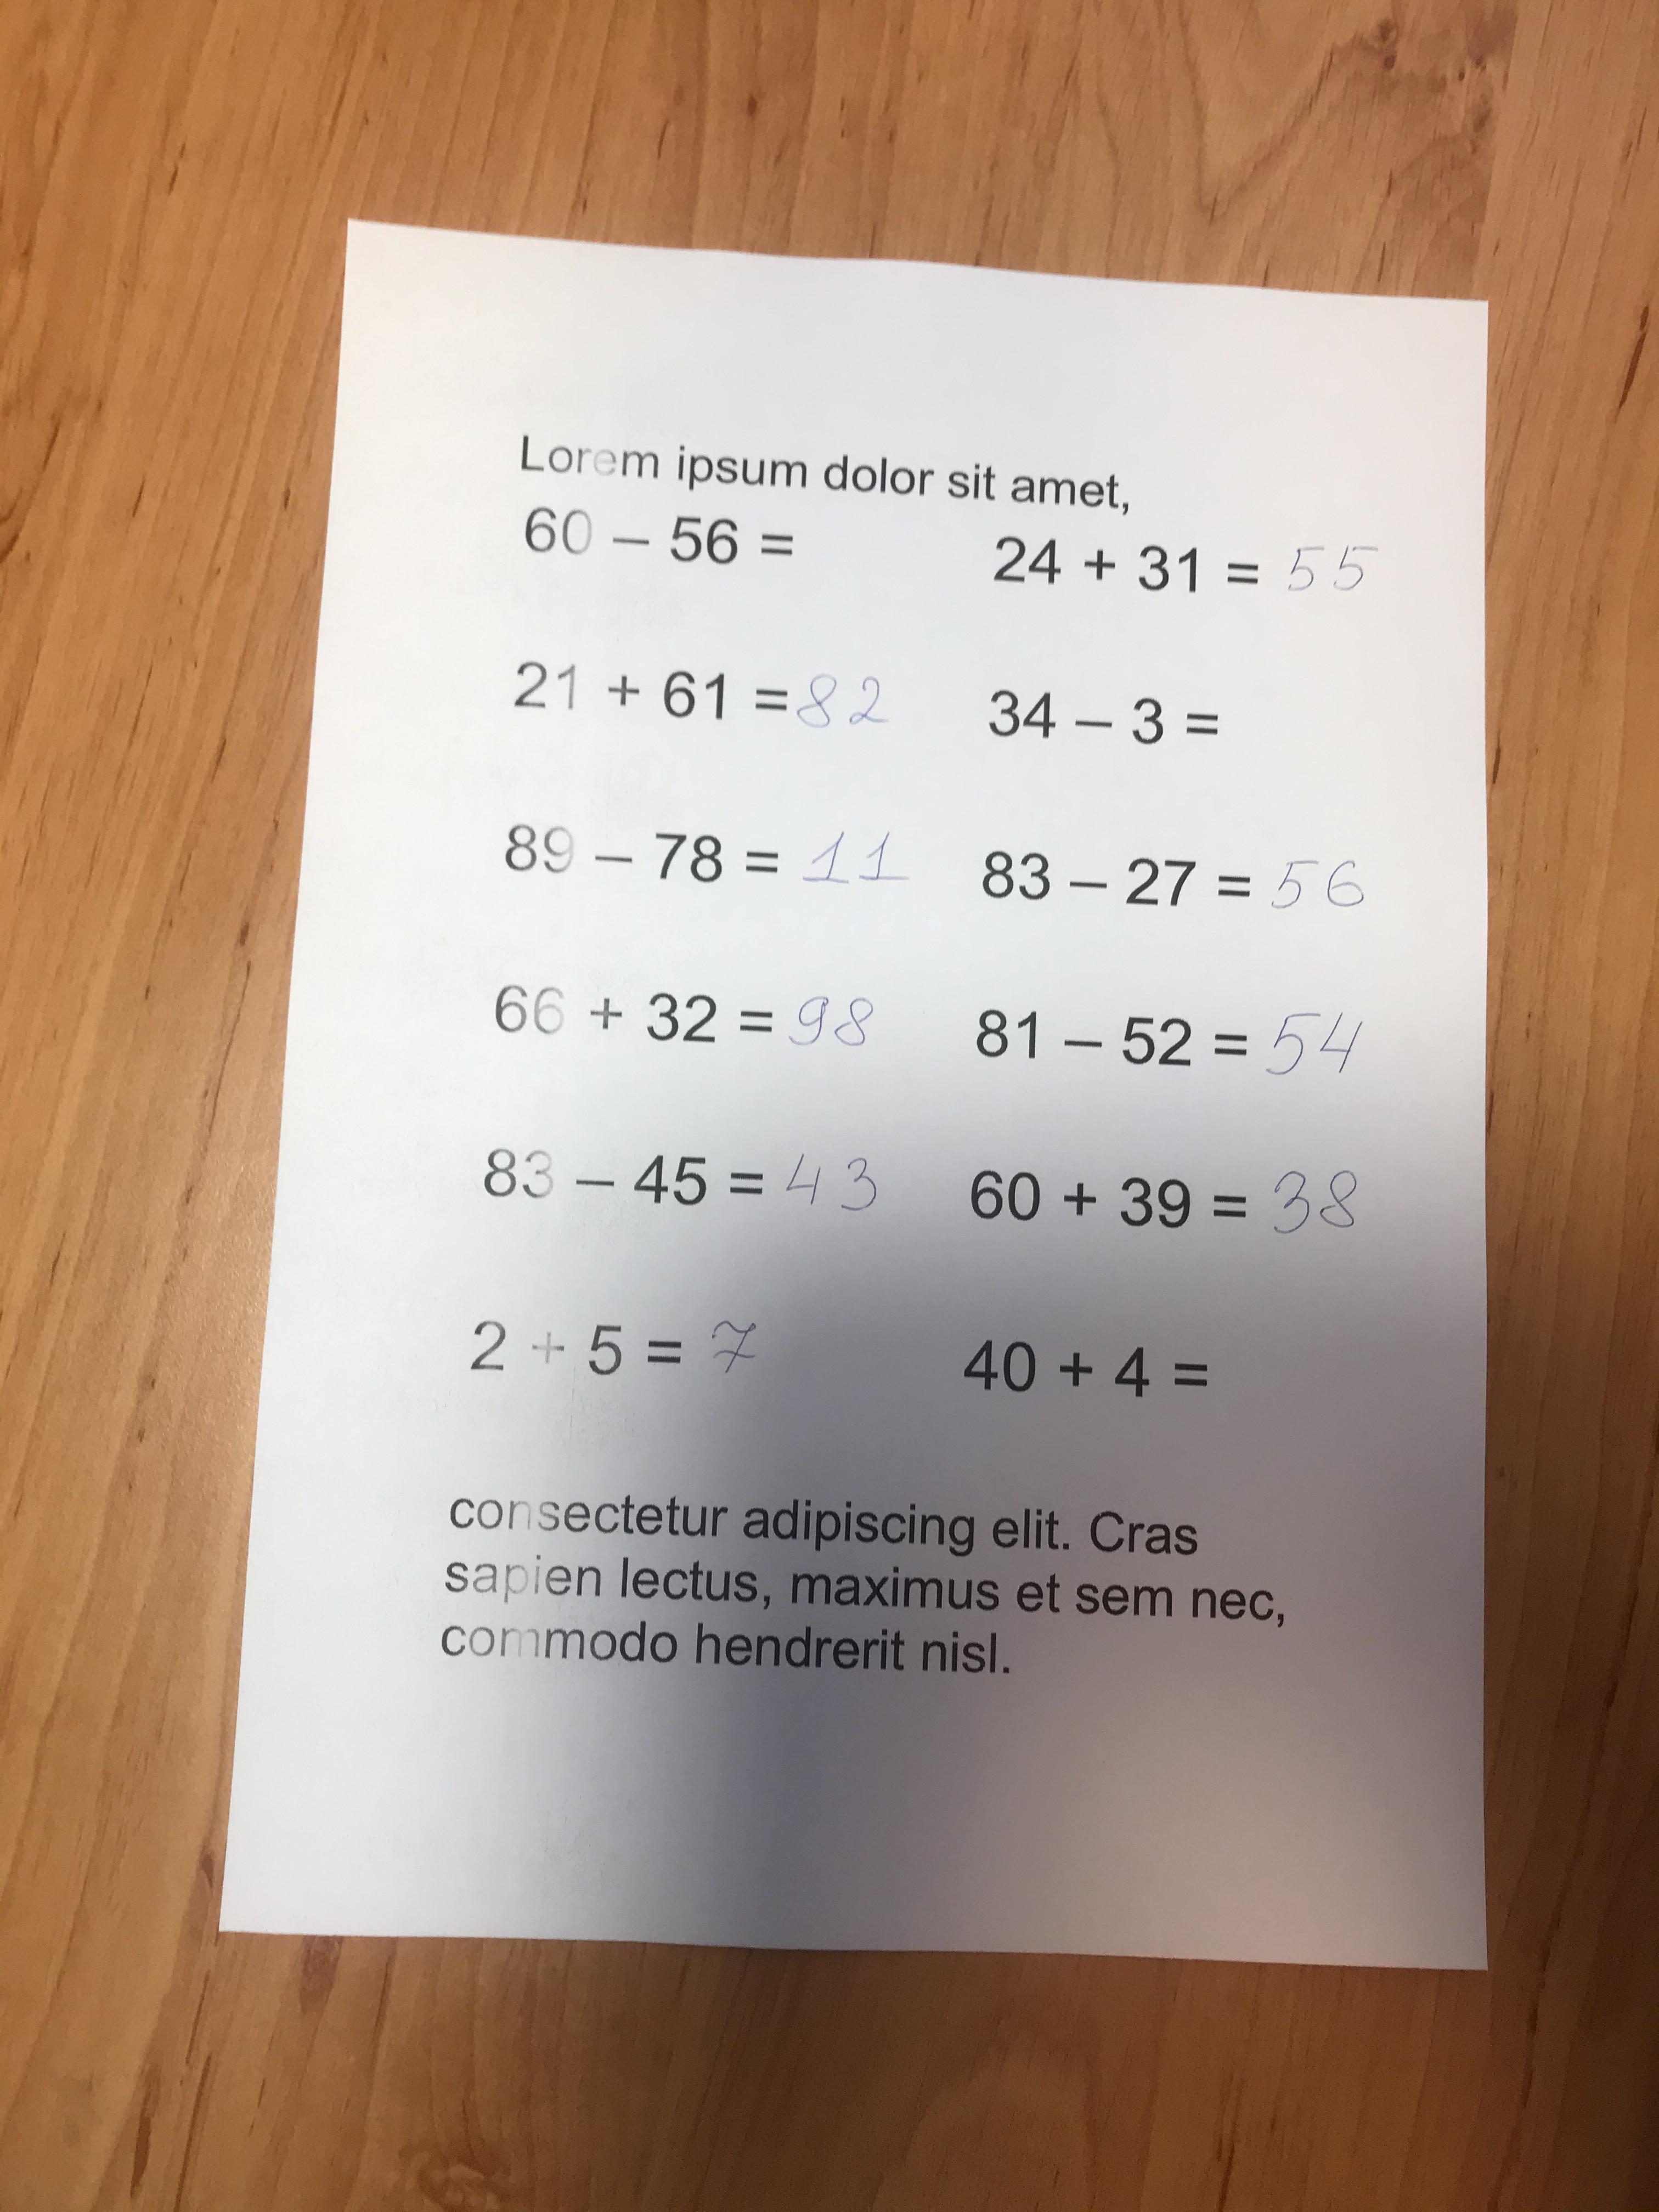 Lorem ipsum dolor sit amet,
60 – 56 = 24 + 31 = 55
21 + 61 = 82 34 – 3 =
89 – 78 = 11 83 – 27 = 56
66 + 32 = 98 81 – 52 = 54
83 – 45 = 43 60 + 39 = 38
2 + 5 = 7 40 + 4 =
consectetur adipiscing elit. Cras
sapien lectus, maximus et sem nec,
commodo hendrerit nisl.